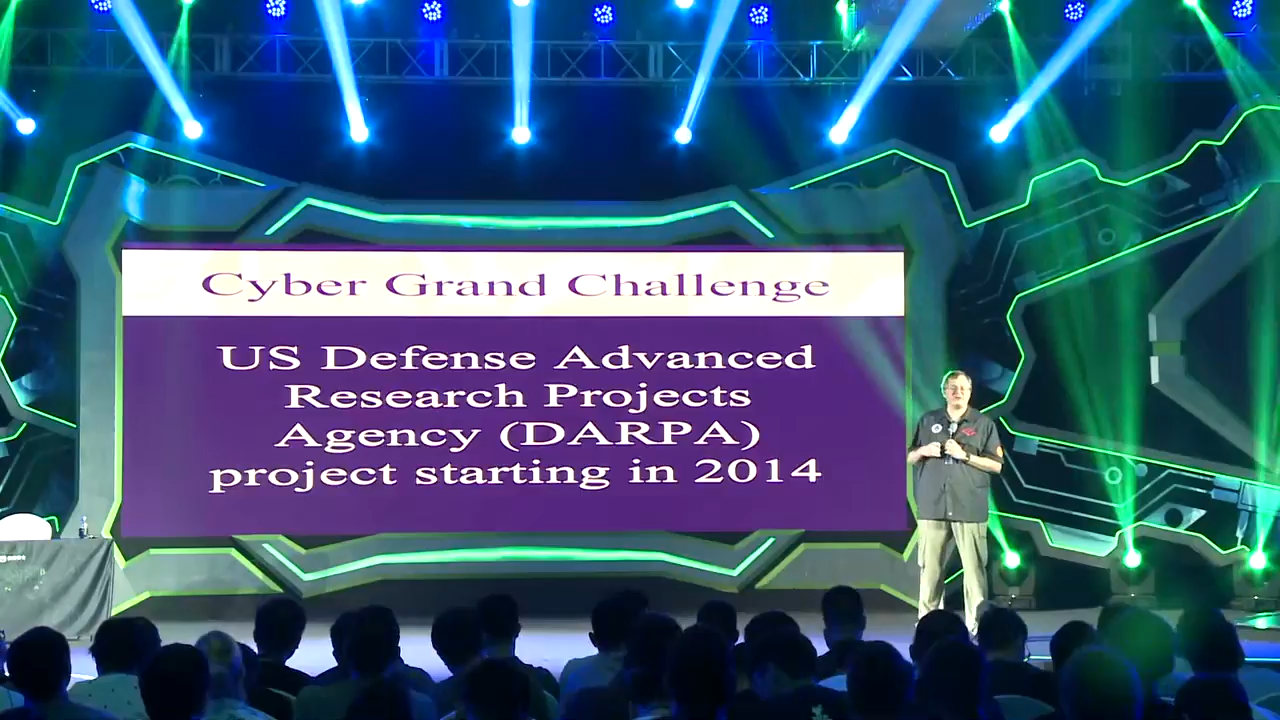 Cyber Grand Challenge
US Defense Advanced
Research Projects
Agency (DARPA)
project starting in 2014